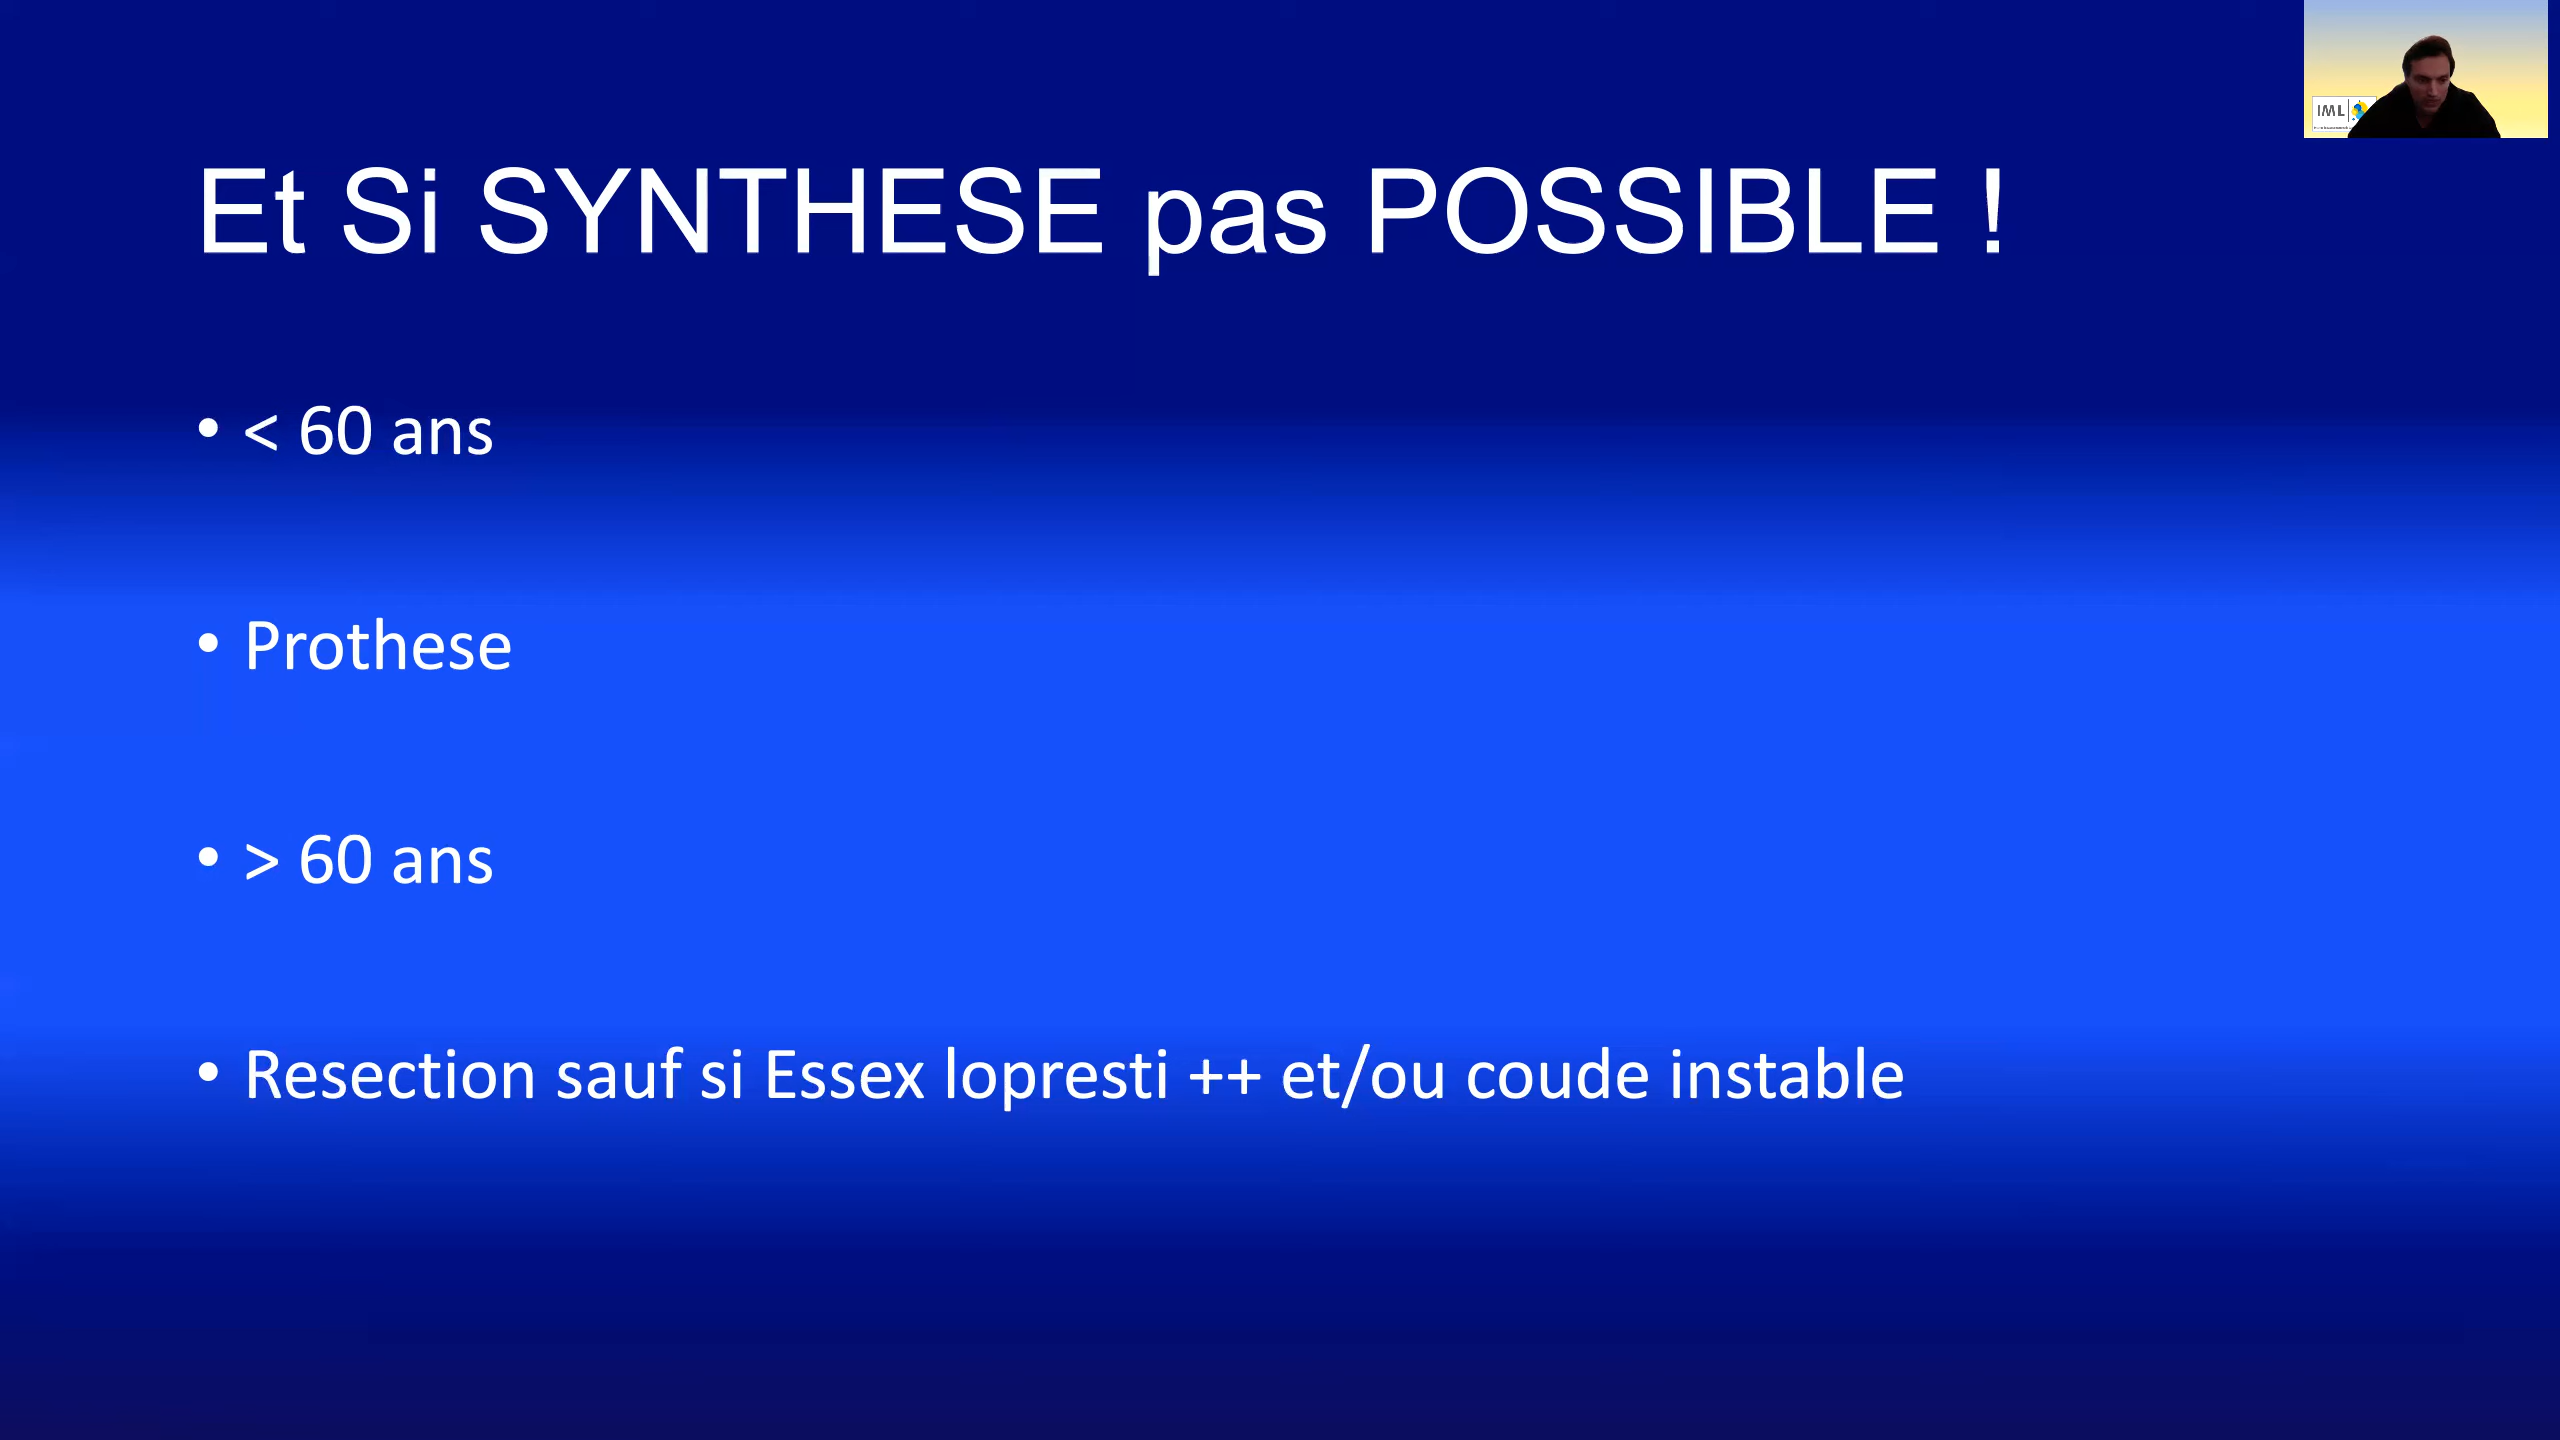 Et Si SYNTHESE pas POSSIBLE !
• < 60 ans
• Prothese
• > 60 ans
• Resection sauf si Essex lopresti ++ et/ou coude instable
IML